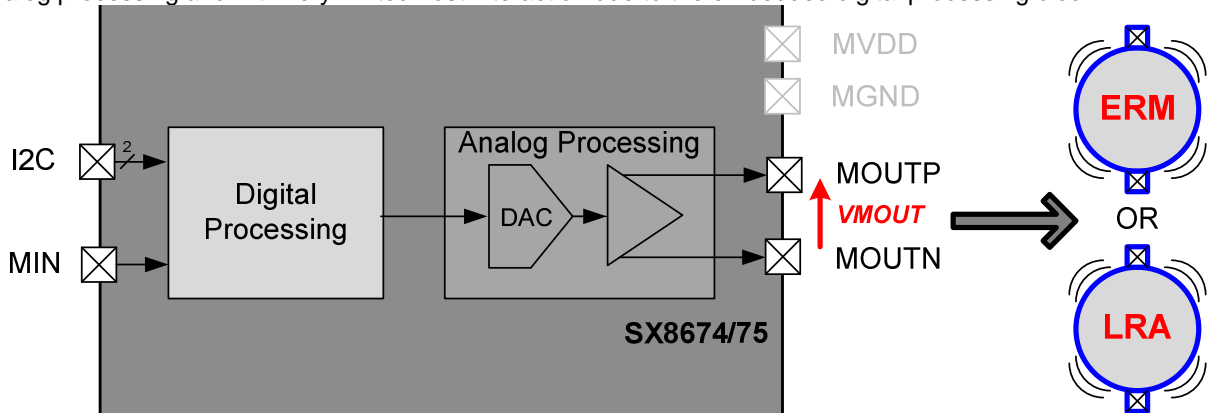 MVDD
MGND
I2C
2
MIN
Digital
Processing
Analog Processing
DAC
MOUTP
VMOUT
MOUTN
SX8674/75
ERM
OR
LRA